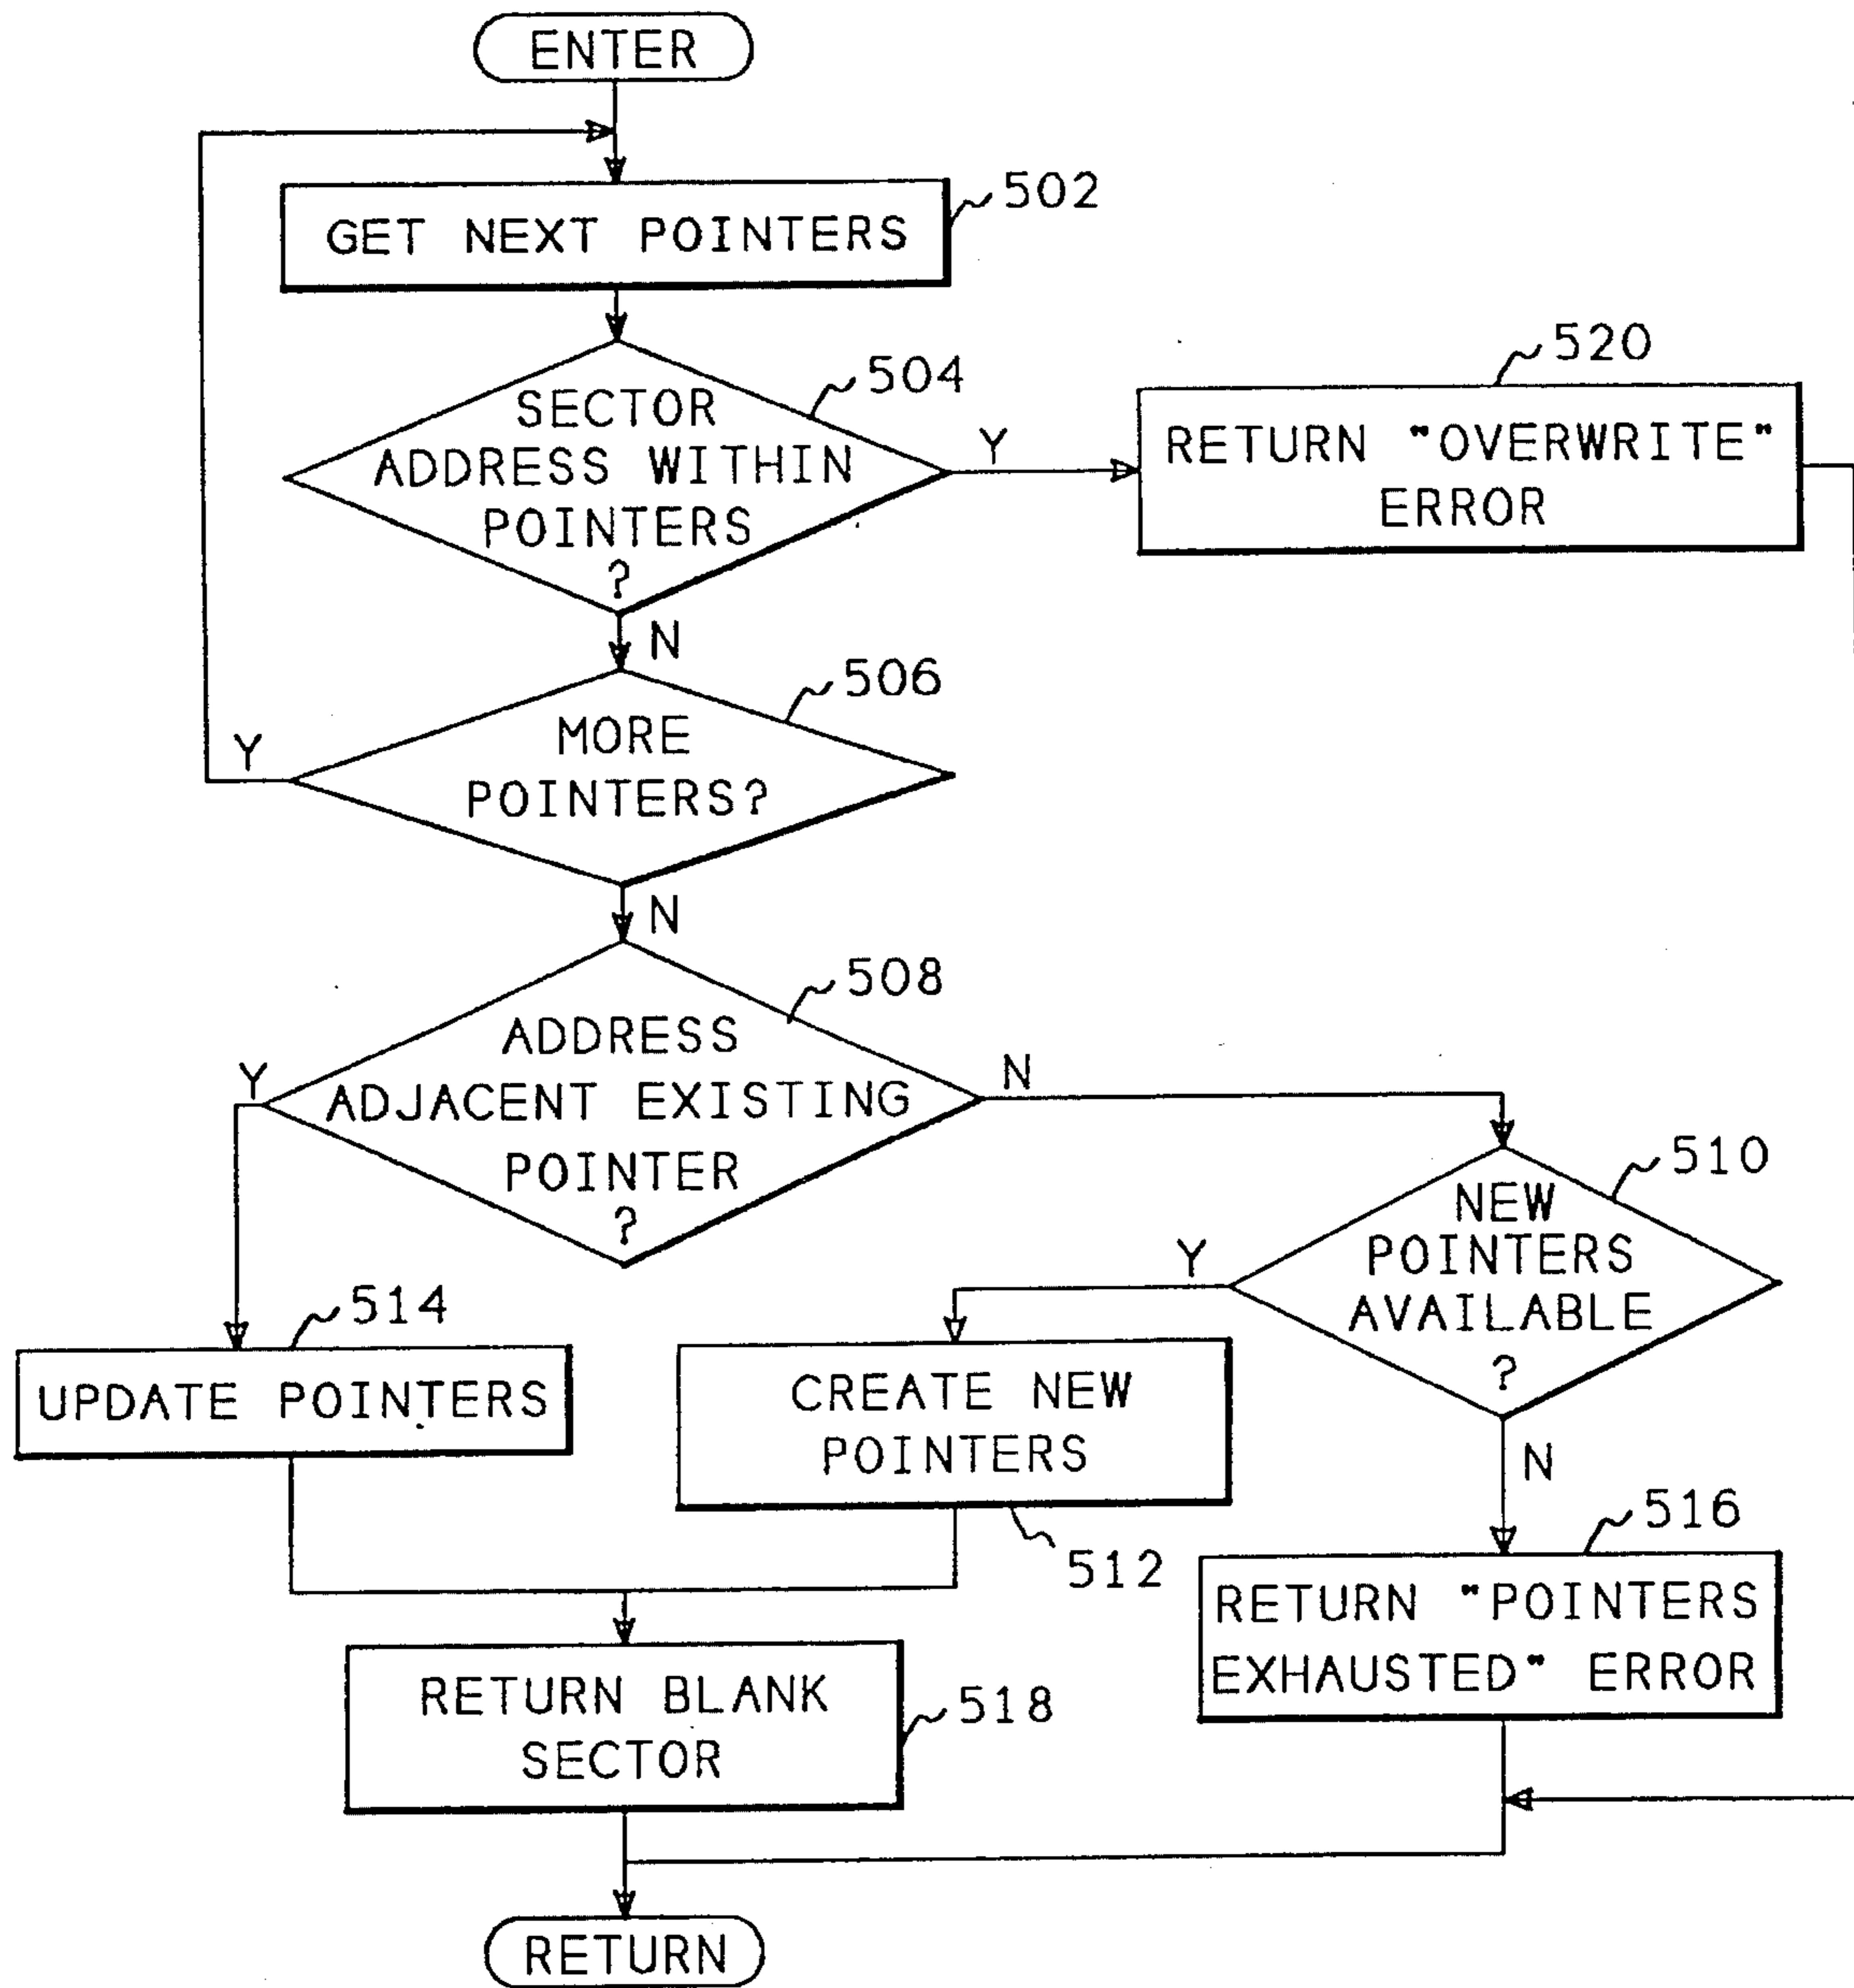 ENTER
502
GET NEXT POINTERS
504
SECTOR
ADDRESS WITHIN
POINTERS
?
Y
520
RETURN "OVERWRITE"
ERROR
N
506
MORE
POINTERS?
Y
N
508
ADDRESS
ADJACENT EXISTING
POINTER
?
Y
N
510
NEW
POINTERS
AVAILABLE
?
Y
N
514
UPDATE POINTERS
CREATE NEW
POINTERS
512
516
RETURN "POINTERS
EXHAUSTED" ERROR
RETURN BLANK
SECTOR
518
RETURN